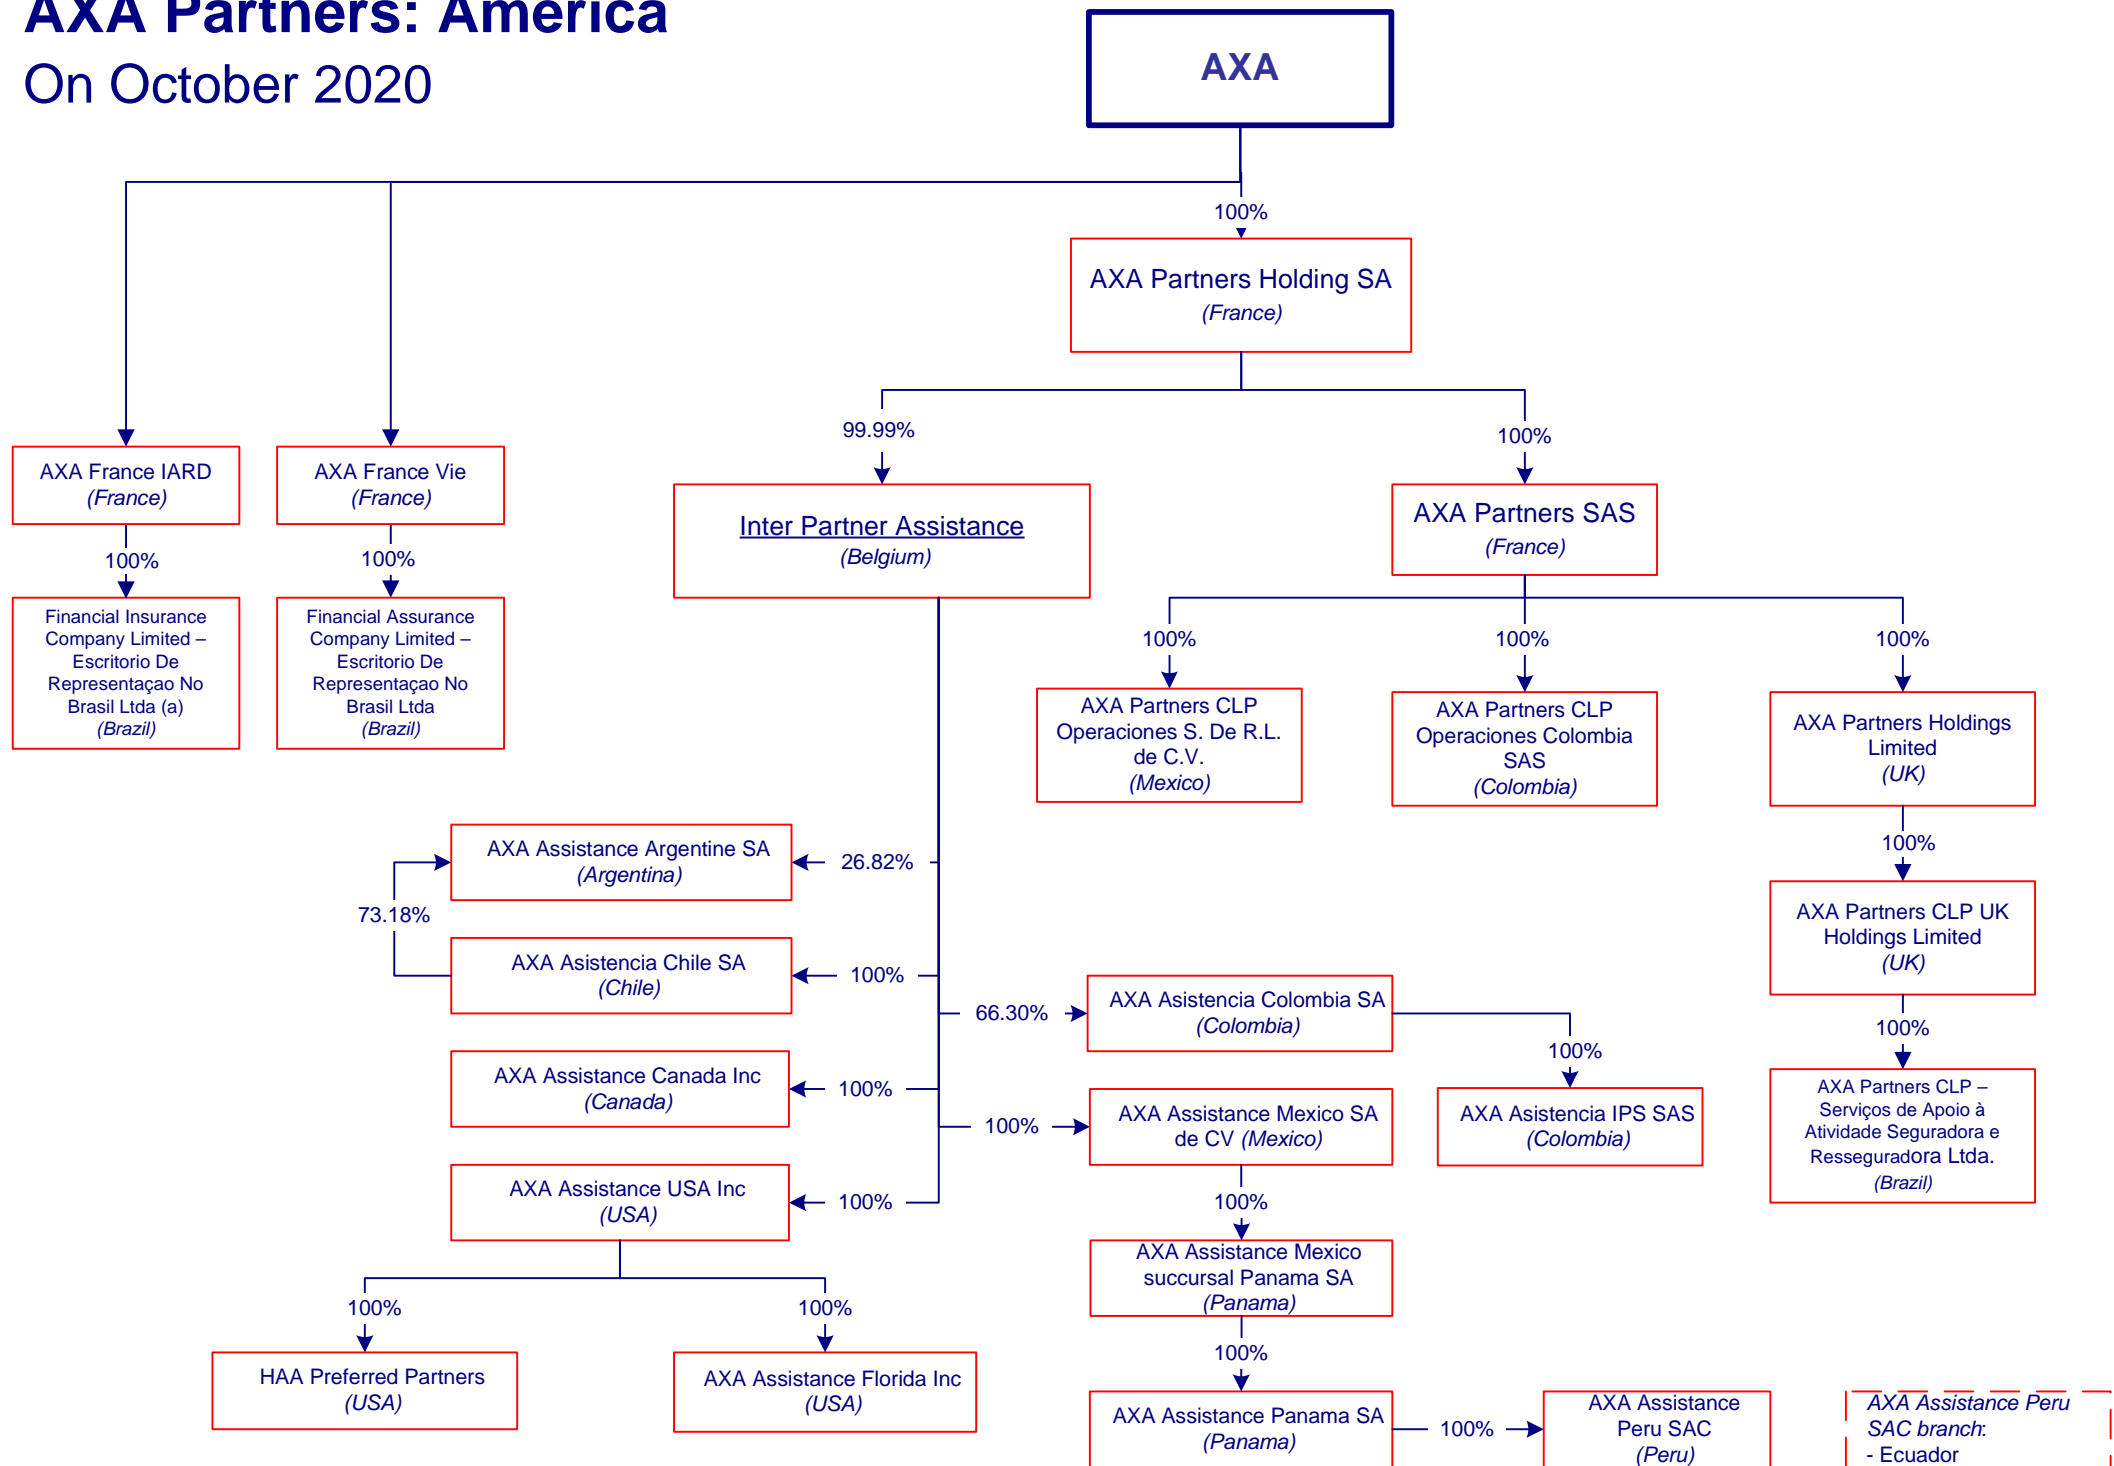 AXA Partners: America
On October 2020
AXA
100%
AXA Partners Holding SA
(France)
99.99%
100%
AXA France IARD
(France)
AXA France Vie
(France)
Inter Partner Assistance
(Belgium)
AXA Partners SAS
(France)
100%
100%
Financial Insurance
Company Limited –
Escritorio De
Representaçao No
Brasil Ltda (a)
(Brazil)
Financial Assurance
Company Limited –
Escritorio De
Representaçao No
Brasil Ltda
(Brazil)
100%
100%
100%
AXA Partners CLP
Operaciones S. De R.L.
de C.V.
(Mexico)
AXA Partners CLP
Operaciones Colombia
SAS
(Colombia)
AXA Partners Holdings
Limited
(UK)
AXA Assistance Argentine SA
(Argentina)
26.82%
100%
73.18%
AXA Partners CLP UK
Holdings Limited
(UK)
AXA Asistencia Chile SA
(Chile)
100%
66.30%
AXA Asistencia Colombia SA
(Colombia)
100%
100%
AXA Assistance Canada Inc
(Canada)
100%
AXA Assistance Mexico SA
de CV (Mexico)
100%
AXA Asistencia IPS SAS
(Colombia)
AXA Partners CLP –
Serviços de Apoio à
Atividade Seguradora e
Resseguradora Ltda.
(Brazil)
AXA Assistance USA Inc
(USA)
100%
100%
AXA Assistance Mexico
succursal Panama SA
(Panama)
100%
100%
100%
HAA Preferred Partners
(USA)
AXA Assistance Florida Inc
(USA)
AXA Assistance Panama SA
(Panama)
100%
AXA Assistance
Peru SAC
(Peru)
AXA Assistance Peru
SAC branch:
- Ecuador